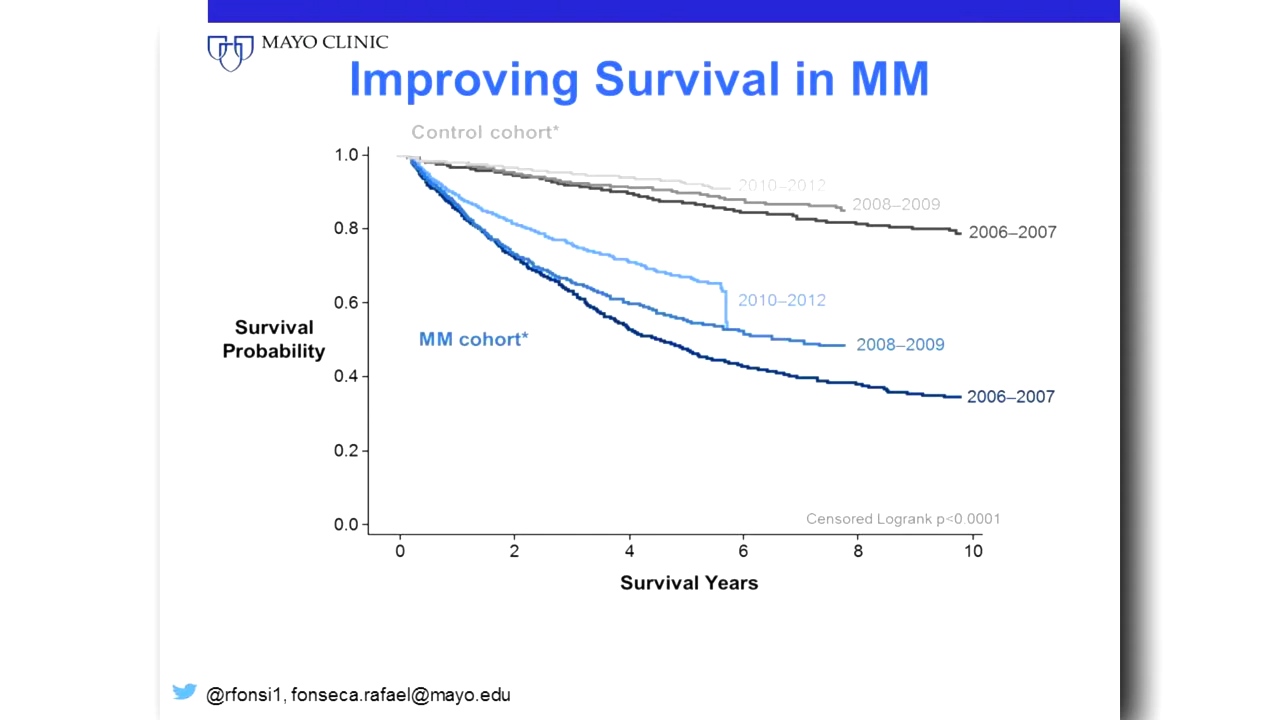 MAYO CLINIC
Improving Survival in MM
Control cohort*
1.0
2010–2012
2008–2009
0.8
2006–2007
0.6
2010–2012
Survival
Probability
MM cohort*
2008–2009
0.4
2006–2007
0.2
0.0
Censored Logrank p<0.0001
0 2 4 6 8 10
Survival Years
@rfonsi1, fonseca.rafael@mayo.edu